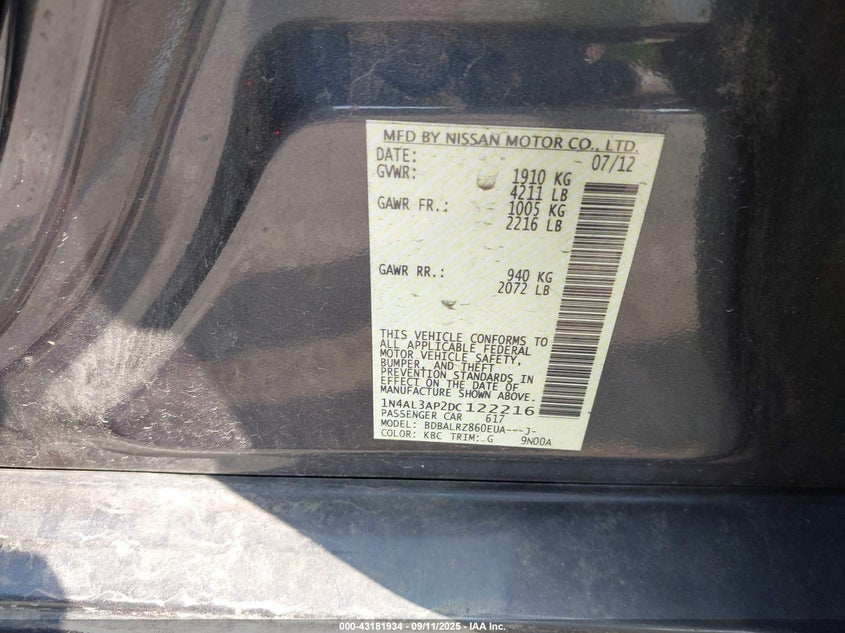 MFD BY NISSAN MOTOR CO., LTD.
DATE: 07/12
GVWR: 1910 KG
4211 LB
GAWR FR.: 1005 KG
2216 LB
GAWR RR.: 940 KG
2072 LB
THIS VEHICLE CONFORMS TO
ALL APPLICABLE FEDERAL
MOTOR VEHICLE SAFETY,
BUMPER, AND THEFT
PREVENTION STANDARDS IN
EFFECT ON THE DATE OF
MANUFACTURE SHOWN ABOVE.
1N4AL3AP2DC122216
PASSENGER CAR 617
MODEL: BDBALRZ860EUA---J-
COLOR: KBC TRIM: G 9N00A
000-43181934 - 09/11/2025 - IAA Inc.